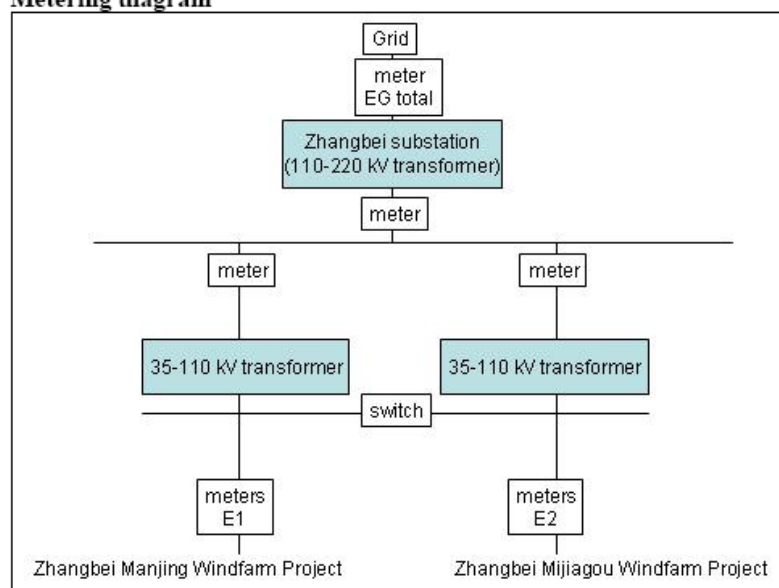 Metering diagram
Grid
meter
EG total
Zhangbei substation
(110-220 kV transformer)
meter
meter
meter
35-110 kV transformer
35-110 kV transformer
switch
meters
E1
meters
E2
Zhangbei Manjing Windfarm Project
Zhangbei Mijiagou Windfarm Project